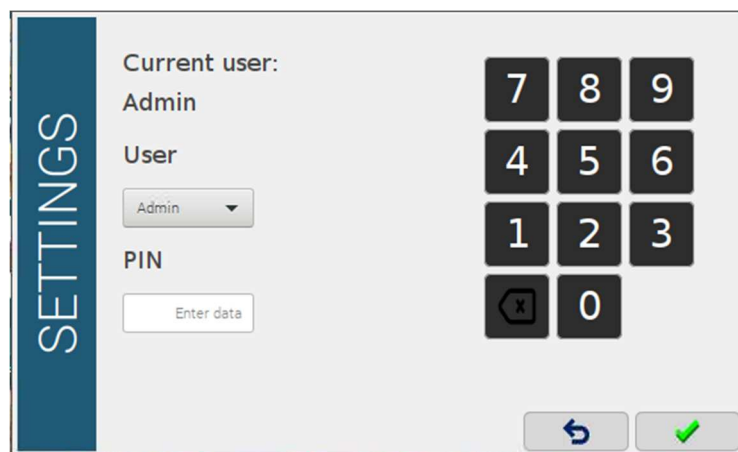 SETTINGS
Current user:
Admin
User
Admin
PIN
Enter data
7 8 9
4 5 6
1 2 3
x 0